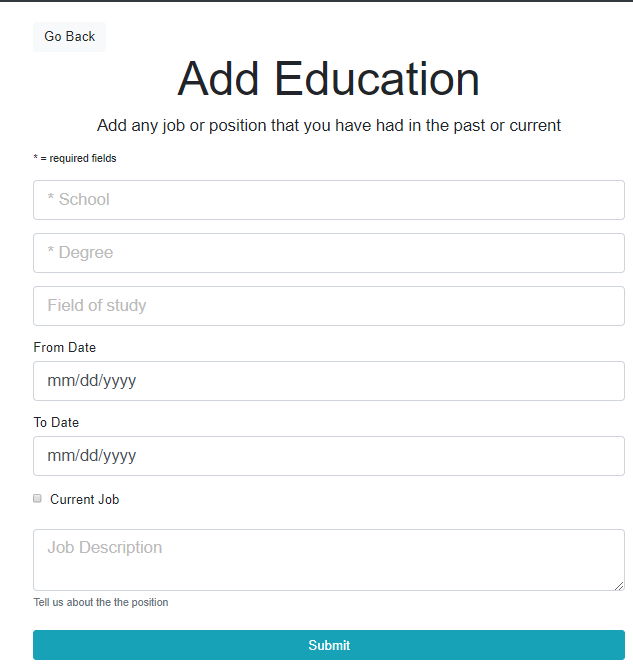 Go Back
Add Education
Add any job or position that you have had in the past or current
* = required fields
* School
* Degree
Field of study
From Date
mm/dd/yyyy
To Date
mm/dd/yyyy
Current Job
Job Description
Tell us about the the position
Submit